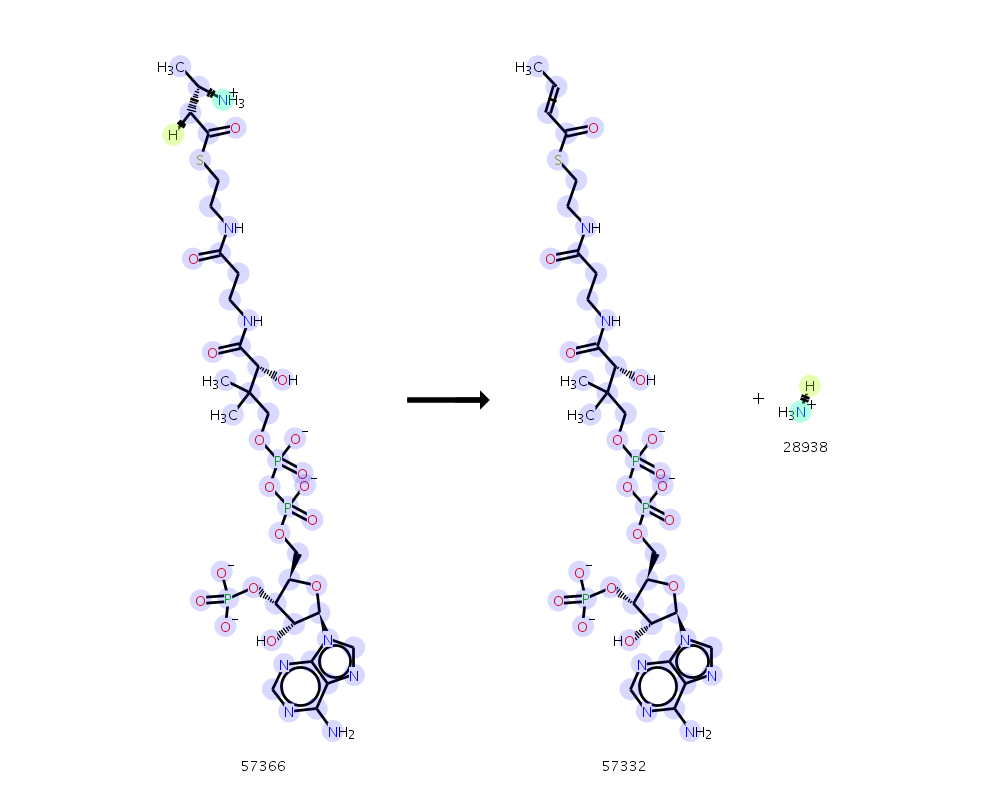 H₃C H₃C
NH₃⁺
H O O
S S
NH NH
O O
NH NH
O O
OH OH H
H₃C H₃C + H₃N⁺
H₃C H₃C 28938
O O⁻ O O⁻
P O P O
O O⁻ O O⁻
P O P O
O O
O⁻ O O O⁻ O O
O P O P
O⁻ O⁻
HO N HO N
N N N N
N N
NH₂ NH₂
57366 57332